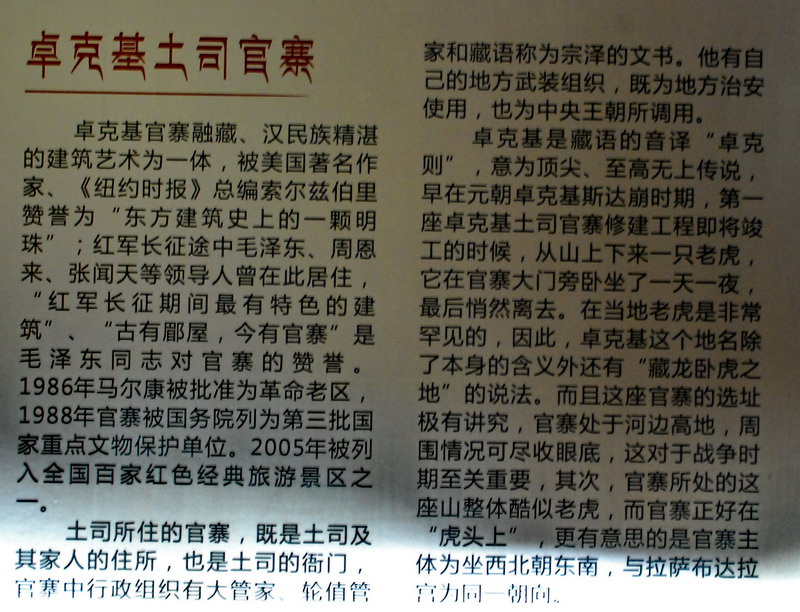 卓克基土司官寨
卓克基官寨融藏、汉民族精湛
的建筑艺术为一体，被美国著名作
家、《纽约时报》总编索尔兹伯里
赞誉为“东方建筑史上的一颗明
珠”；红军长征途中毛泽东、周恩
来、张闻天等领导人曾在此居住，
“红军长征期间最有特色的建
筑”、“古有郿屋，今有官寨”是
毛泽东同志对官寨的赞誉。
1986年马尔康被批准为革命老区，
1988年官寨被国务院列为第三批国
家重点文物保护单位。2005年被列
入全国百家红色经典旅游景区之
一。
土司所住的官寨，既是土司及
其家人的住所，也是土司的衙门，
官寨中行政组织有大管家、轮值管
家和藏语称为宗泽的文书。他有自
己的地方武装组织，既为地方治安
使用，也为中央王朝所调用。
卓克基是藏语的音译“卓克
则”，意为顶尖、至高无上传说，
早在元朝卓克基斯达崩时期，第一
座卓克基土司官寨修建工程即将竣
工的时候，从山上下来一只老虎，
它在官寨大门旁卧坐了一天一夜，
最后悄然离去。在当地老虎是非常
罕见的，因此，卓克基这个地名除
了本身的含义外还有“藏龙卧虎之
地”的说法。而且这座官寨的选址
极有讲究，官寨处于河边高地，周
围情况可尽收眼底，这对于战争时
期至关重要，其次，官寨所处的这
座山整体酷似老虎，而官寨正好在
“虎头上”，更有意思的是官寨主
体为坐西北朝东南，与拉萨布达拉
宫为同一朝向。